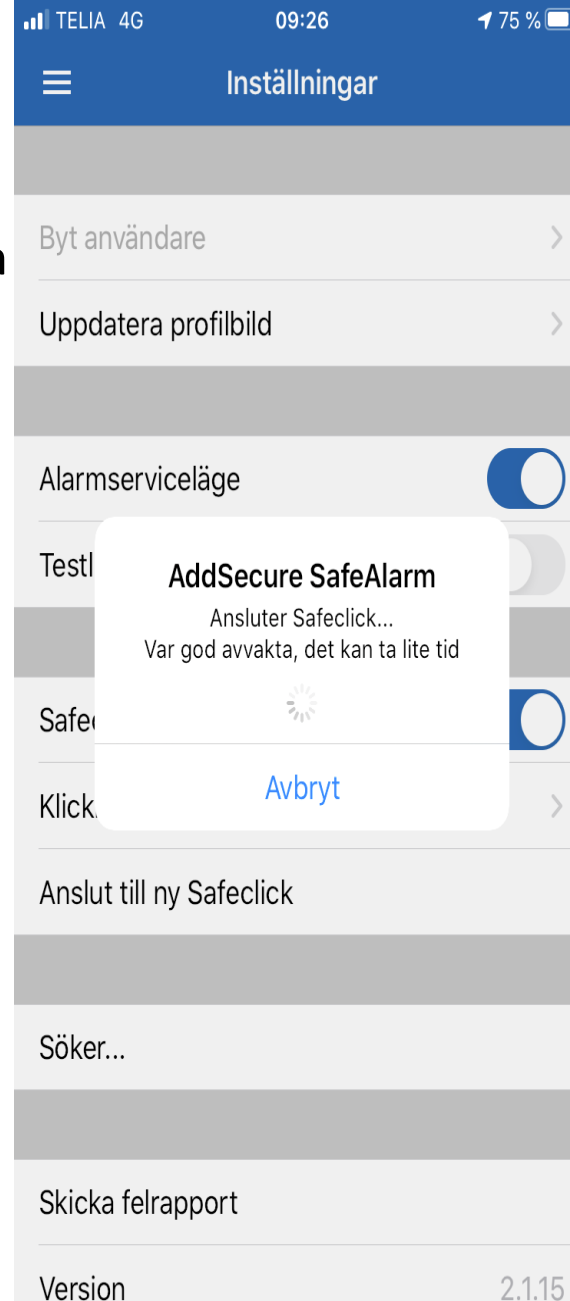 TELIA 4G 09:26 75 %
Inställningar
Byt användare
Uppdatera profilbild
Alarmserviceläge
Testl
AddSecure SafeAlarm
Ansluter Safeclick...
Var god avvakta, det kan ta lite tid
Safe
Avbryt
Klick
Anslut till ny Safeclick
Söker...
Skicka felrapport
Version 2.1.15